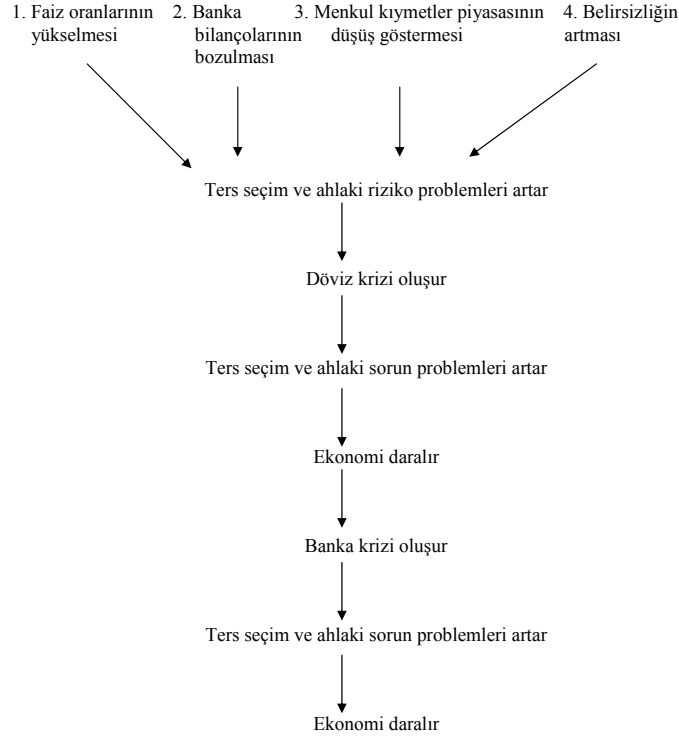 1. Faiz oranlarının
yükselmesi
2. Banka
bilançolarının
bozulması
3. Menkul kıymetler piyasasının
düşüş göstermesi
4. Belirsizliğin
artması
Ters seçim ve ahlaki riziko problemleri artar
Döviz krizi oluşur
Ters seçim ve ahlaki sorun problemleri artar
Ekonomi daralır
Banka krizi oluşur
Ters seçim ve ahlaki sorun problemleri artar
Ekonomi daralır